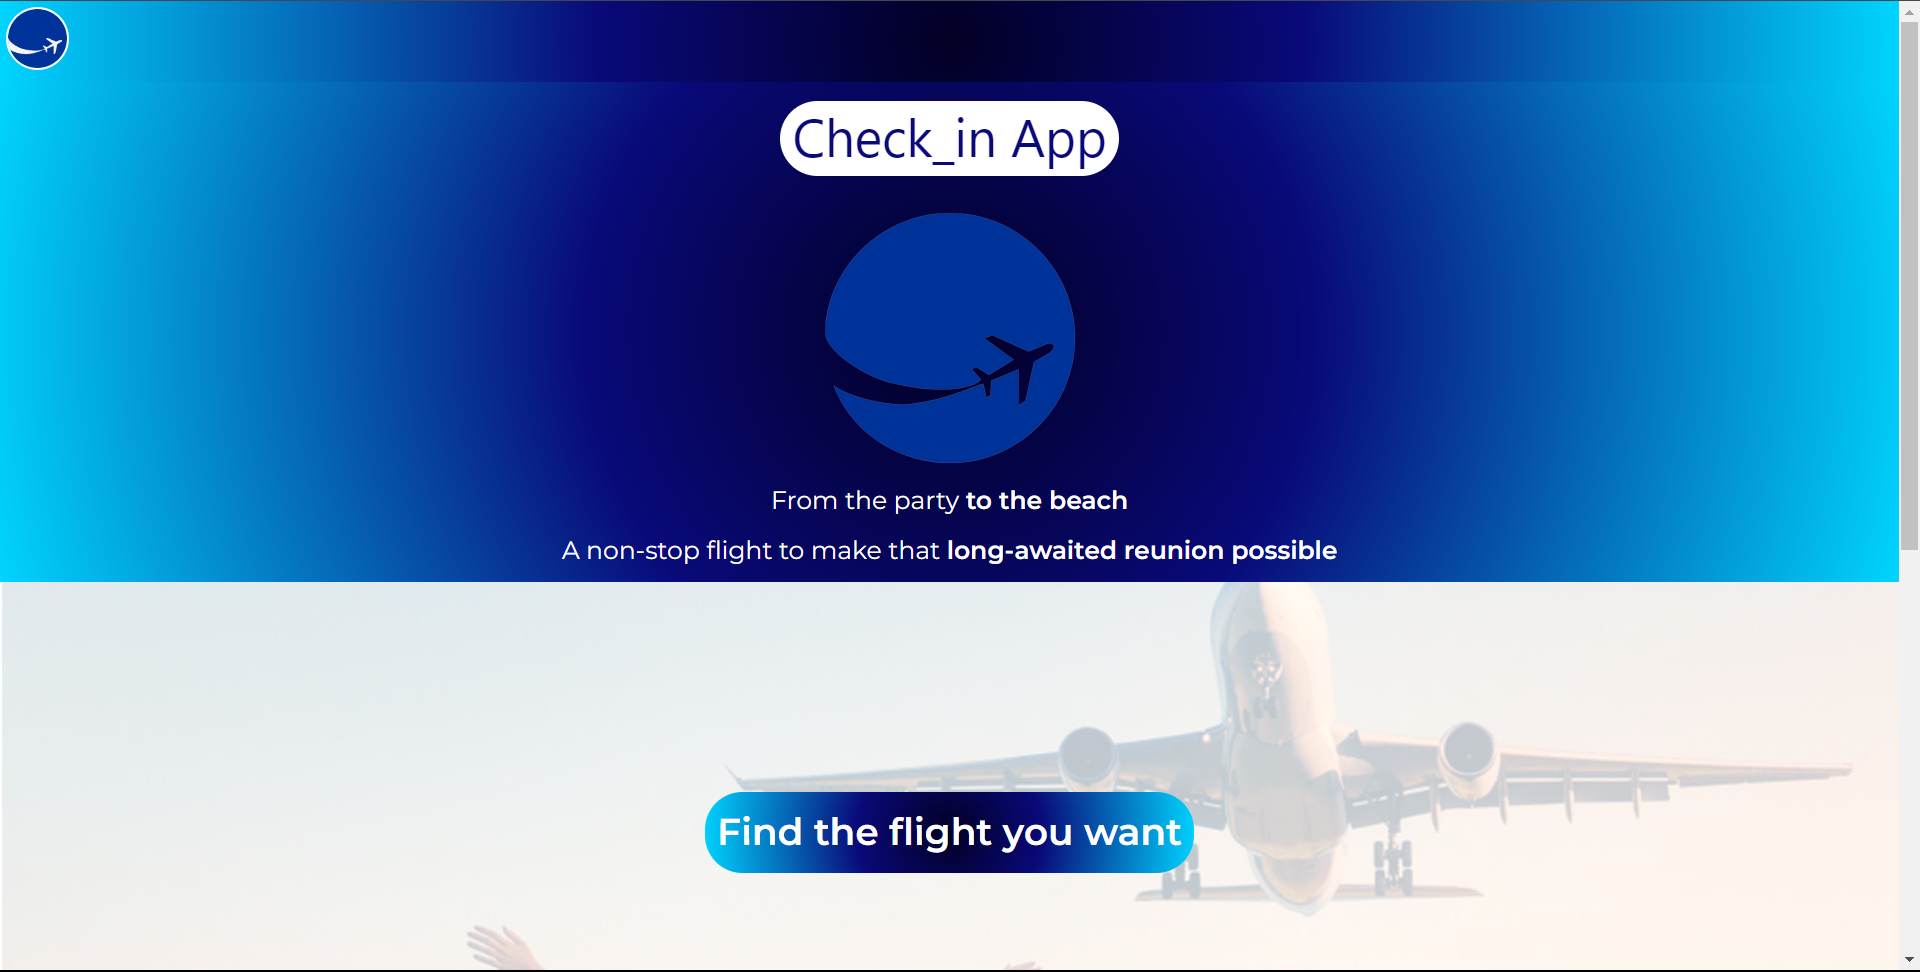 Check_in App
From the party to the beach
A non-stop flight to make that long-awaited reunion possible
Find the flight you want